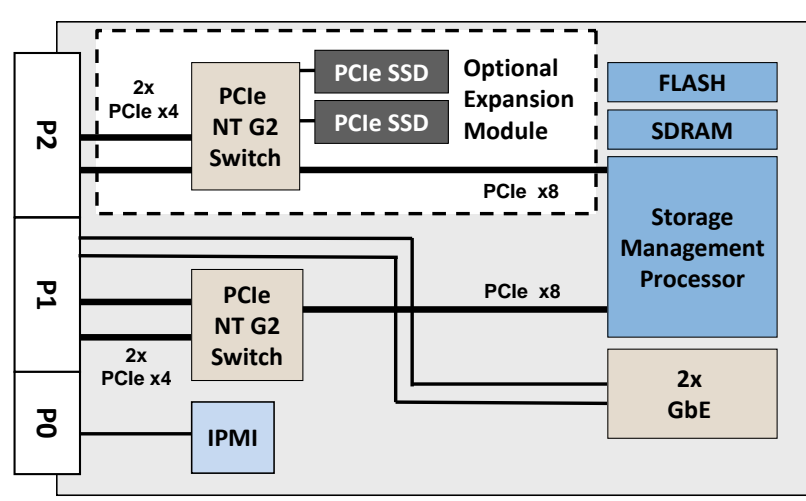 P2
2x
PCIe x4
PCIe
NT G2
Switch
PCIe SSD
PCIe SSD
Optional
Expansion
Module
PCIe x8
FLASH
SDRAM
Storage
Management
Processor
P1
PCIe
NT G2
Switch
PCIe x8
2x
PCIe x4
2x
GbE
P0
IPMI